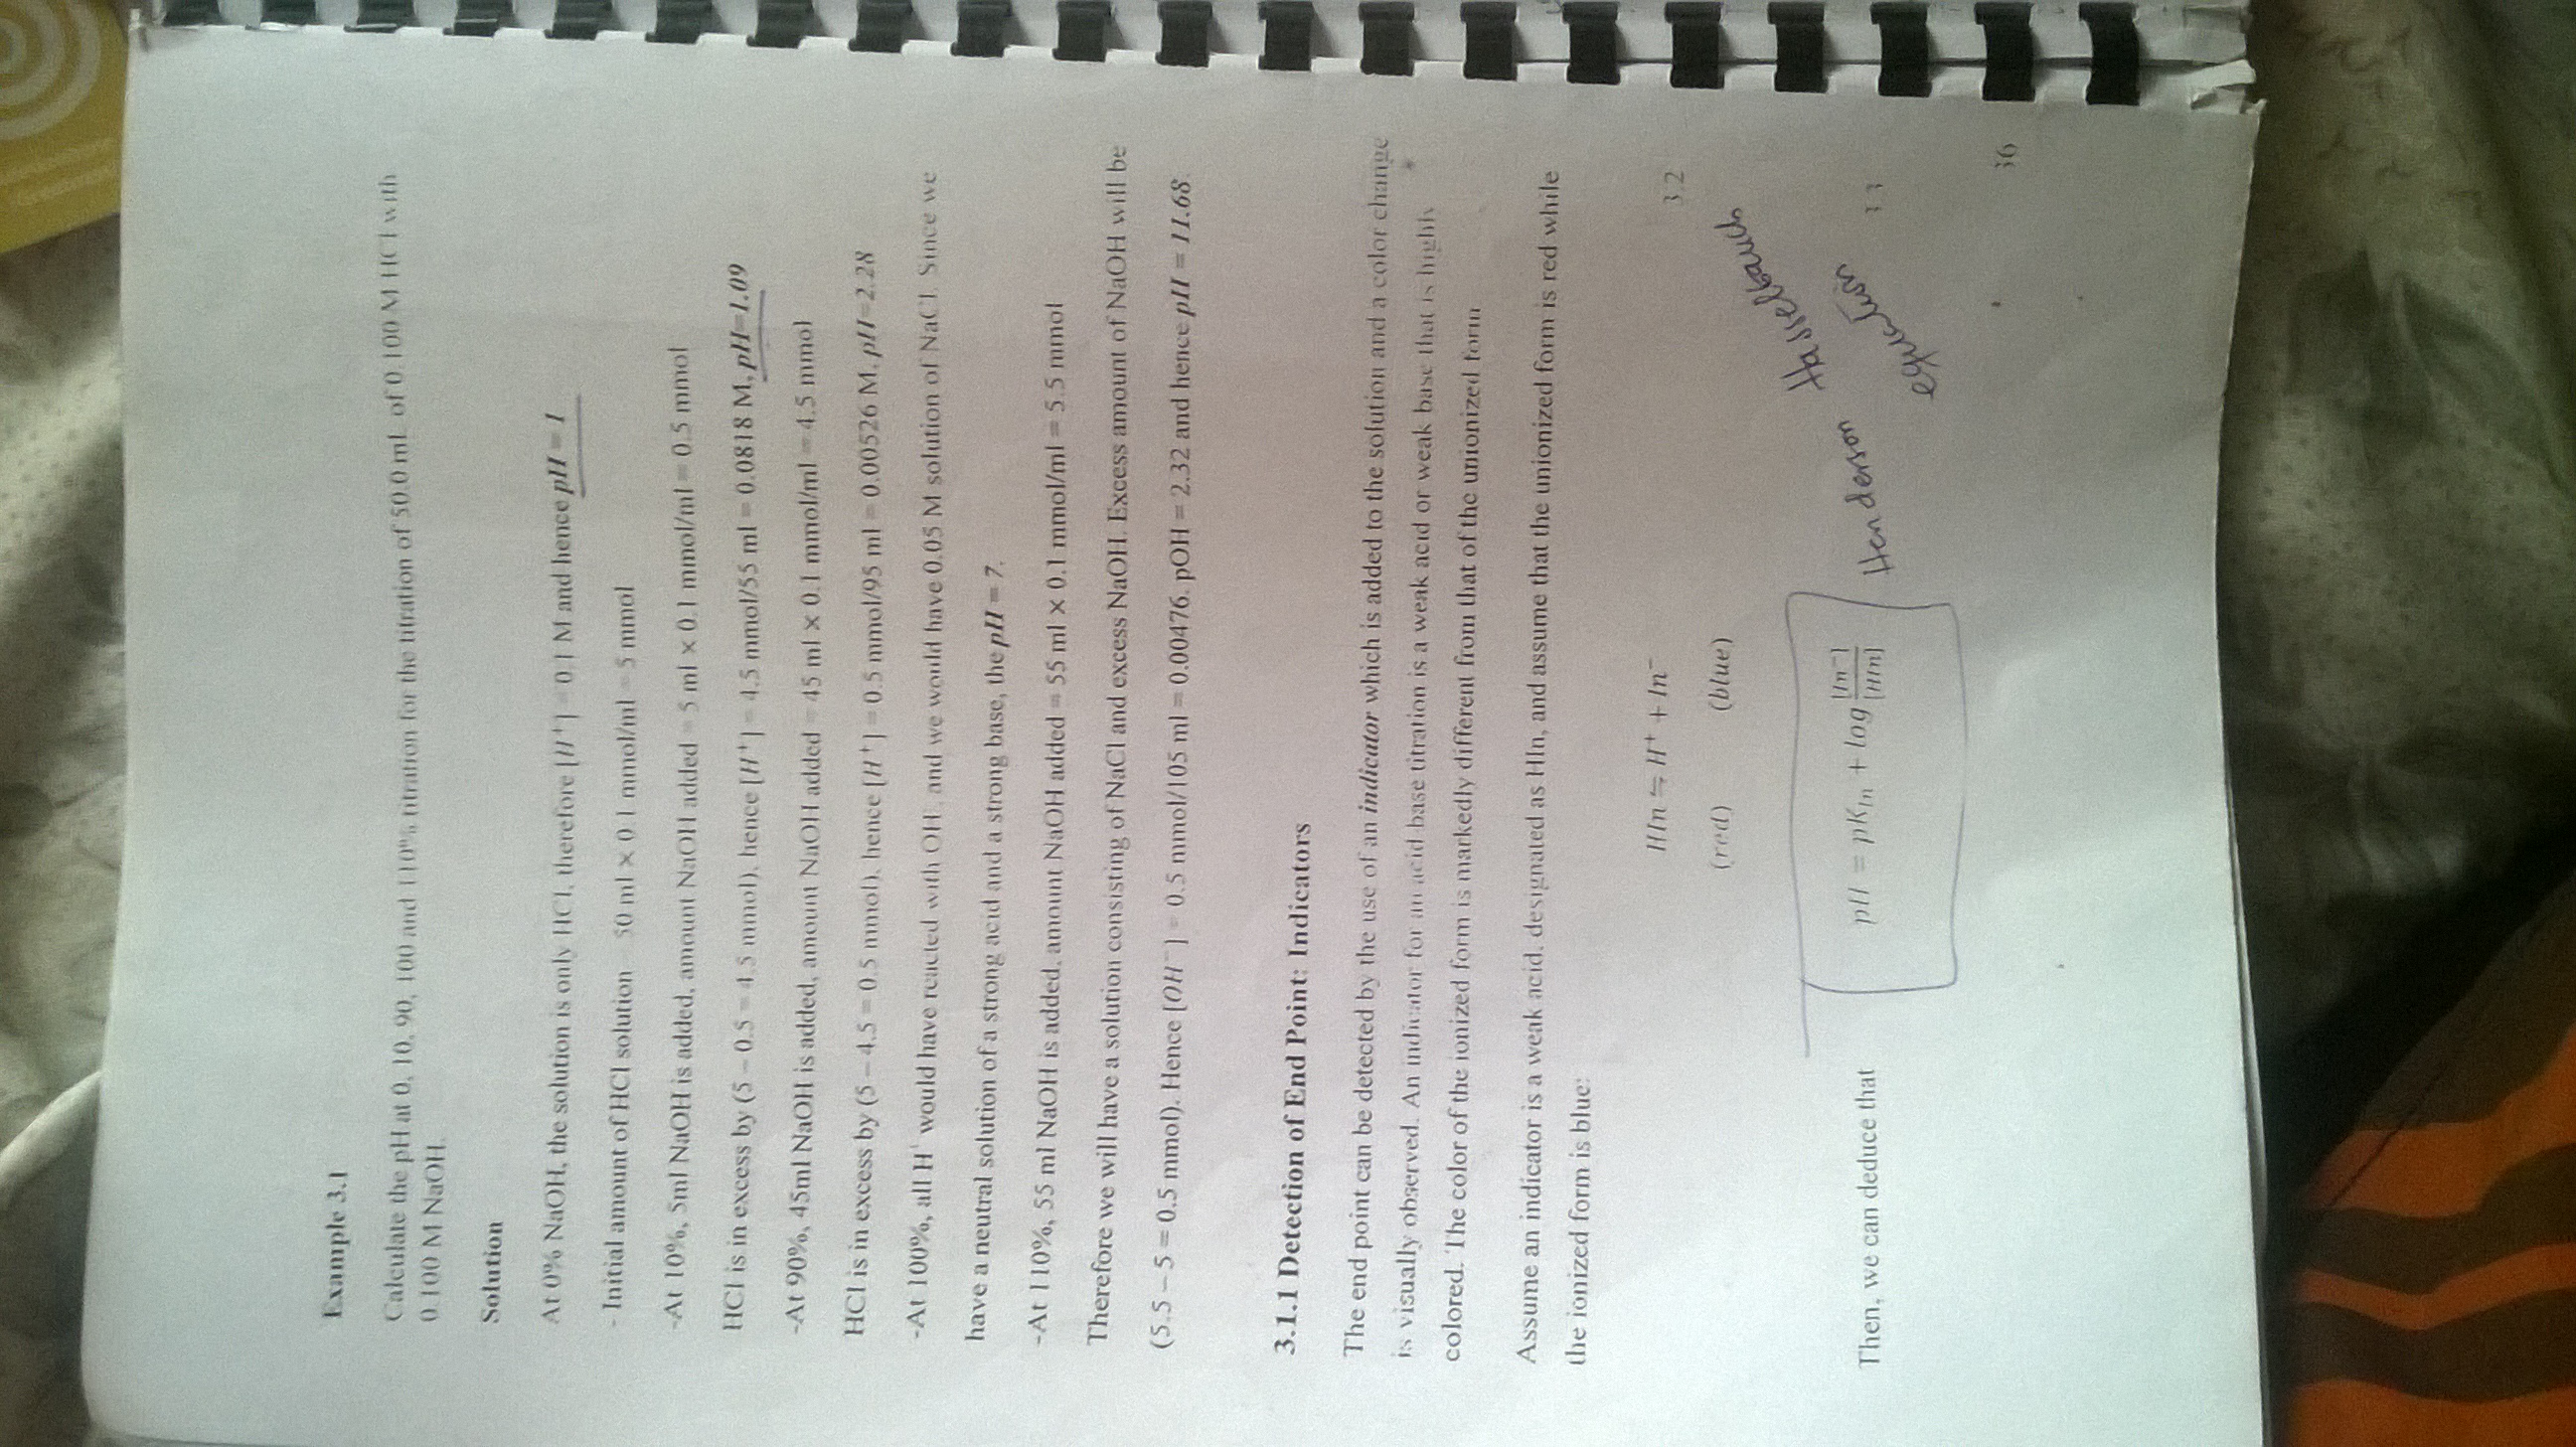 Example 3.1
Calculate the pH at 0, 10, 90, 100 and 110% titration for the titration of 50.0 ml of 0.100 M HCl with
0.100 M NaOH.
Solution
At 0% NaOH, the solution is only HCl, therefore [H⁺] = 0.1 M and hence pH = 1
- Initial amount of HCl solution 50 ml × 0.1 mmol/ml = 5 mmol
-At 10%, 5ml NaOH is added, amount NaOH added = 5 ml × 0.1 mmol/ml = 0.5 mmol
HCl is in excess by (5 – 0.5 = 4.5 mmol), hence [H⁺] = 4.5 mmol/55 ml = 0.0818 M, pH=1.09
-At 90%, 45ml NaOH is added, amount NaOH added = 45 ml × 0.1 mmol/ml = 4.5 mmol
HCl is in excess by (5 – 4.5 = 0.5 mmol), hence [H⁺] = 0.5 mmol/95 ml = 0.00526 M, pH=2.28
-At 100%, all H⁺ would have reacted with OH⁻ and we would have 0.05 M solution of NaCl. Since we
have a neutral solution of a strong acid and a strong base, the pH = 7.
-At 110%, 55 ml NaOH is added, amount NaOH added = 55 ml × 0.1 mmol/ml = 5.5 mmol
Therefore we will have a solution consisting of NaCl and excess NaOH. Excess amount of NaOH will be
(5.5 – 5 = 0.5 mmol). Hence [OH⁻] = 0.5 mmol/105 ml = 0.00476. pOH = 2.32 and hence pH = 11.68.
3.1.1 Detection of End Point: Indicators
The end point can be detected by the use of an indicator which is added to the solution and a color change
is visually observed. An indicator for an acid-base titration is a weak acid or weak base that is highly
colored. The color of the ionized form is markedly different from that of the unionized form
Assume an indicator is a weak acid, designated as HIn, and assume that the unionized form is red while
the ionized form is blue:
HIn ⇋ H⁺ + In⁻ 3.2
(red) (blue)
Then, we can deduce that
pH = pK_In + log [In⁻]/[HIn] 3.3
Henderson Hasselbauch
equation
36